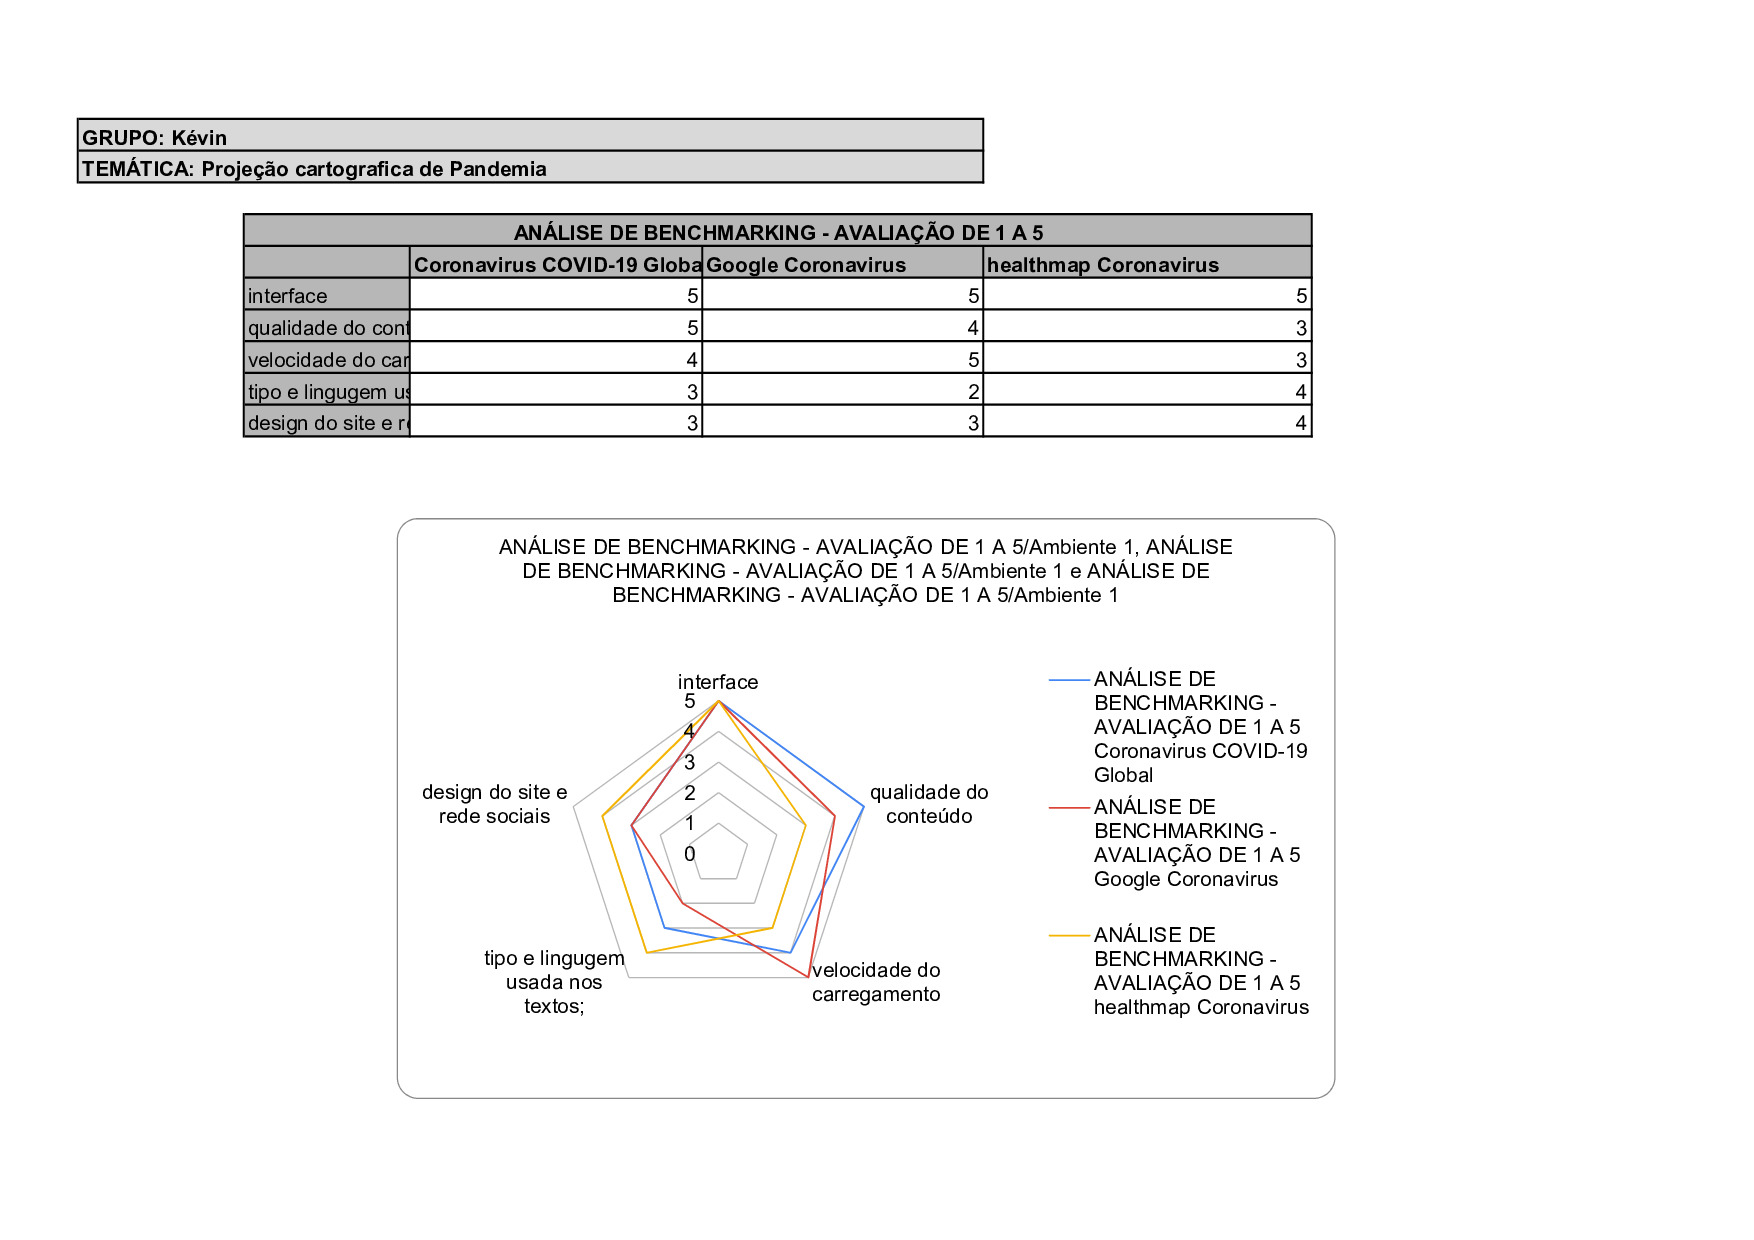 GRUPO: Kévin
TEMÁTICA: Projeção cartografica de Pandemia
ANÁLISE DE BENCHMARKING - AVALIAÇÃO DE 1 A 5
Coronavirus COVID-19 Globa Google Coronavirus healthmap Coronavirus
interface 5 5 5
qualidade do cont 5 4 3
velocidade do car 4 5 3
tipo e lingugem us 3 2 4
design do site e re 3 3 4
ANÁLISE DE BENCHMARKING - AVALIAÇÃO DE 1 A 5/Ambiente 1, ANÁLISE
DE BENCHMARKING - AVALIAÇÃO DE 1 A 5/Ambiente 1 e ANÁLISE DE
BENCHMARKING - AVALIAÇÃO DE 1 A 5/Ambiente 1
interface
5
4
3
2
1
0
qualidade do
conteúdo
velocidade do
carregamento
tipo e lingugem
usada nos
textos;
design do site e
rede sociais
ANÁLISE DE
BENCHMARKING -
AVALIAÇÃO DE 1 A 5
Coronavirus COVID-19
Global
ANÁLISE DE
BENCHMARKING -
AVALIAÇÃO DE 1 A 5
Google Coronavirus
ANÁLISE DE
BENCHMARKING -
AVALIAÇÃO DE 1 A 5
healthmap Coronavirus